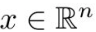 x ∈ ℝⁿ